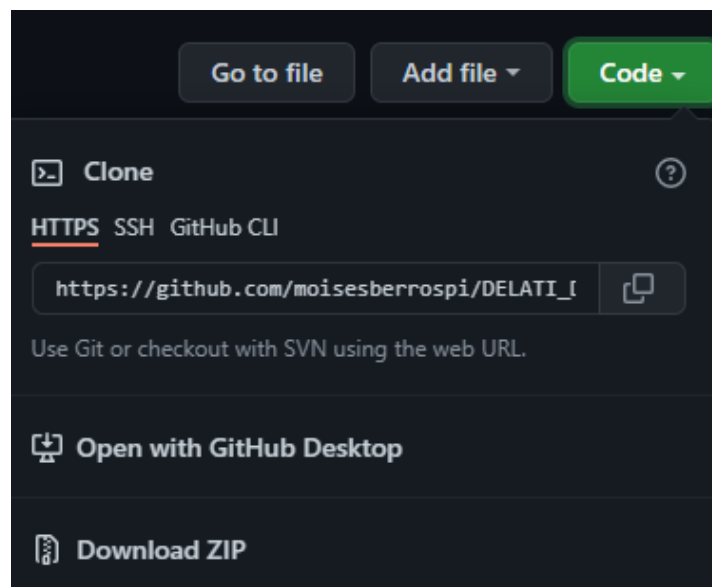 Go to file Add file Code
Clone
HTTPS SSH GitHub CLI
https://github.com/moisesberrospi/DELATI_
Use Git or checkout with SVN using the web URL.
Open with GitHub Desktop
Download ZIP